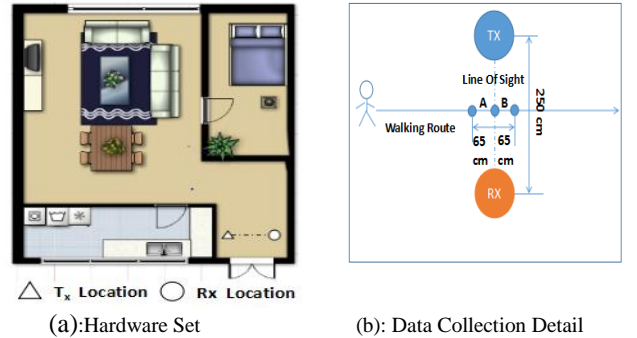 TX
Line Of Sight
A B
Walking Route
65 65
cm cm
250 cm
RX
Tx Location Rx Location
(a):Hardware Set (b): Data Collection Detail